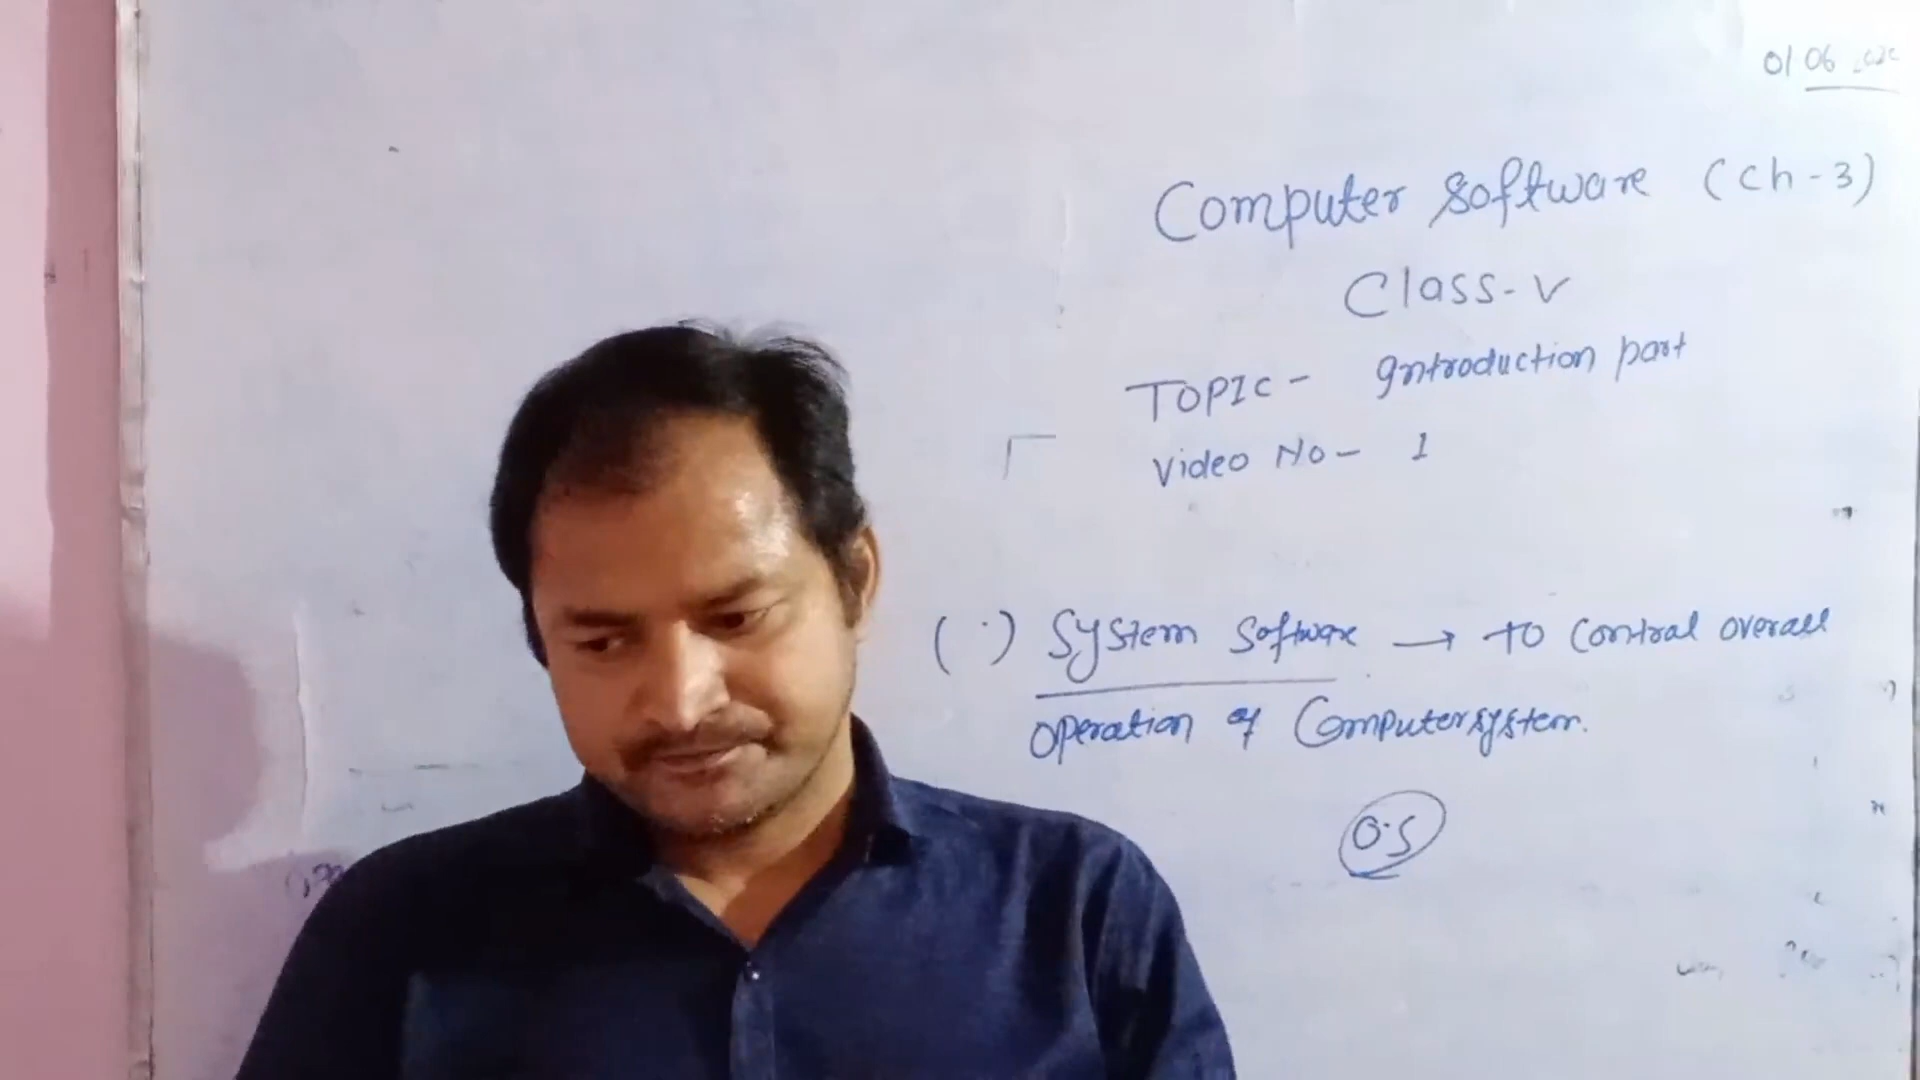 01 06
Computer Software (Ch-3)
Class-V
TOPIC - Introduction part
Video No - 1
(·) System Software → To Control overall
operation of Computer system.
O.S